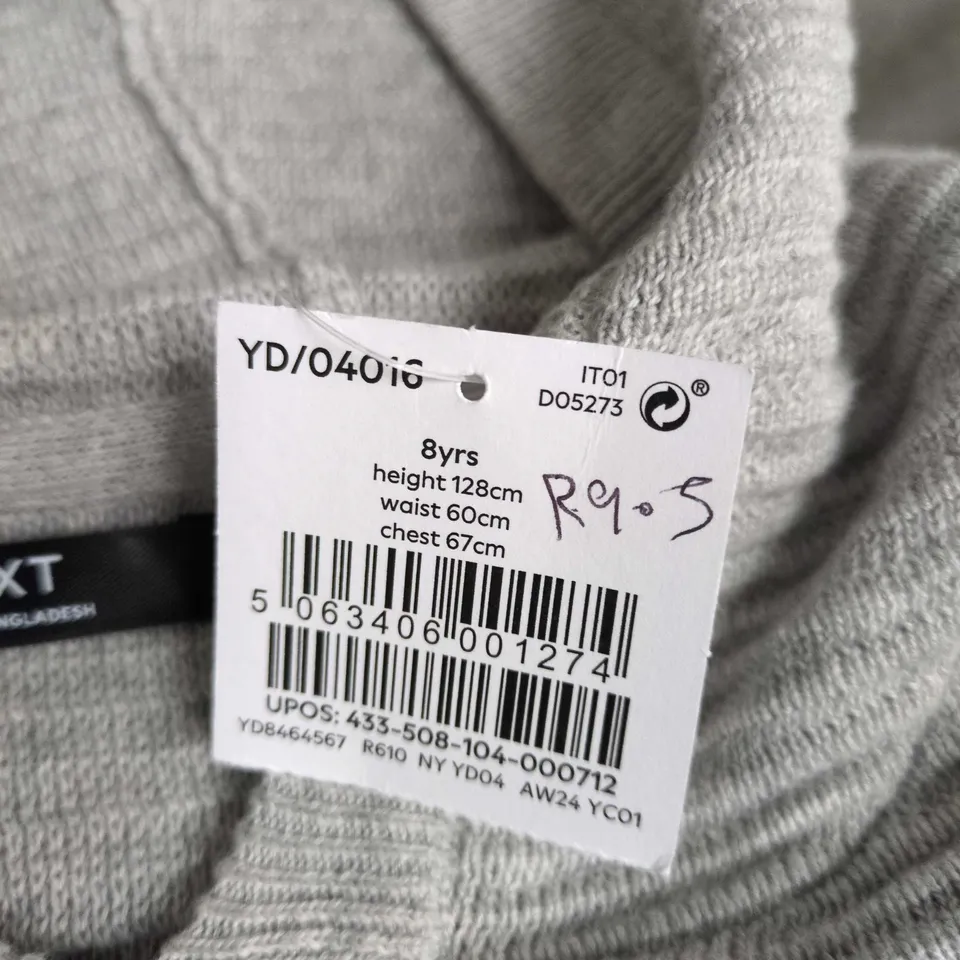 YD/04016
IT01
D05273
®
8yrs
height 128cm
waist 60cm
chest 67cm
R9.5
5 063406 001274
UPOS: 433-508-104-000712
YD8464567 R610 NY YD04 AW24 YC01
XT
NGLADESH